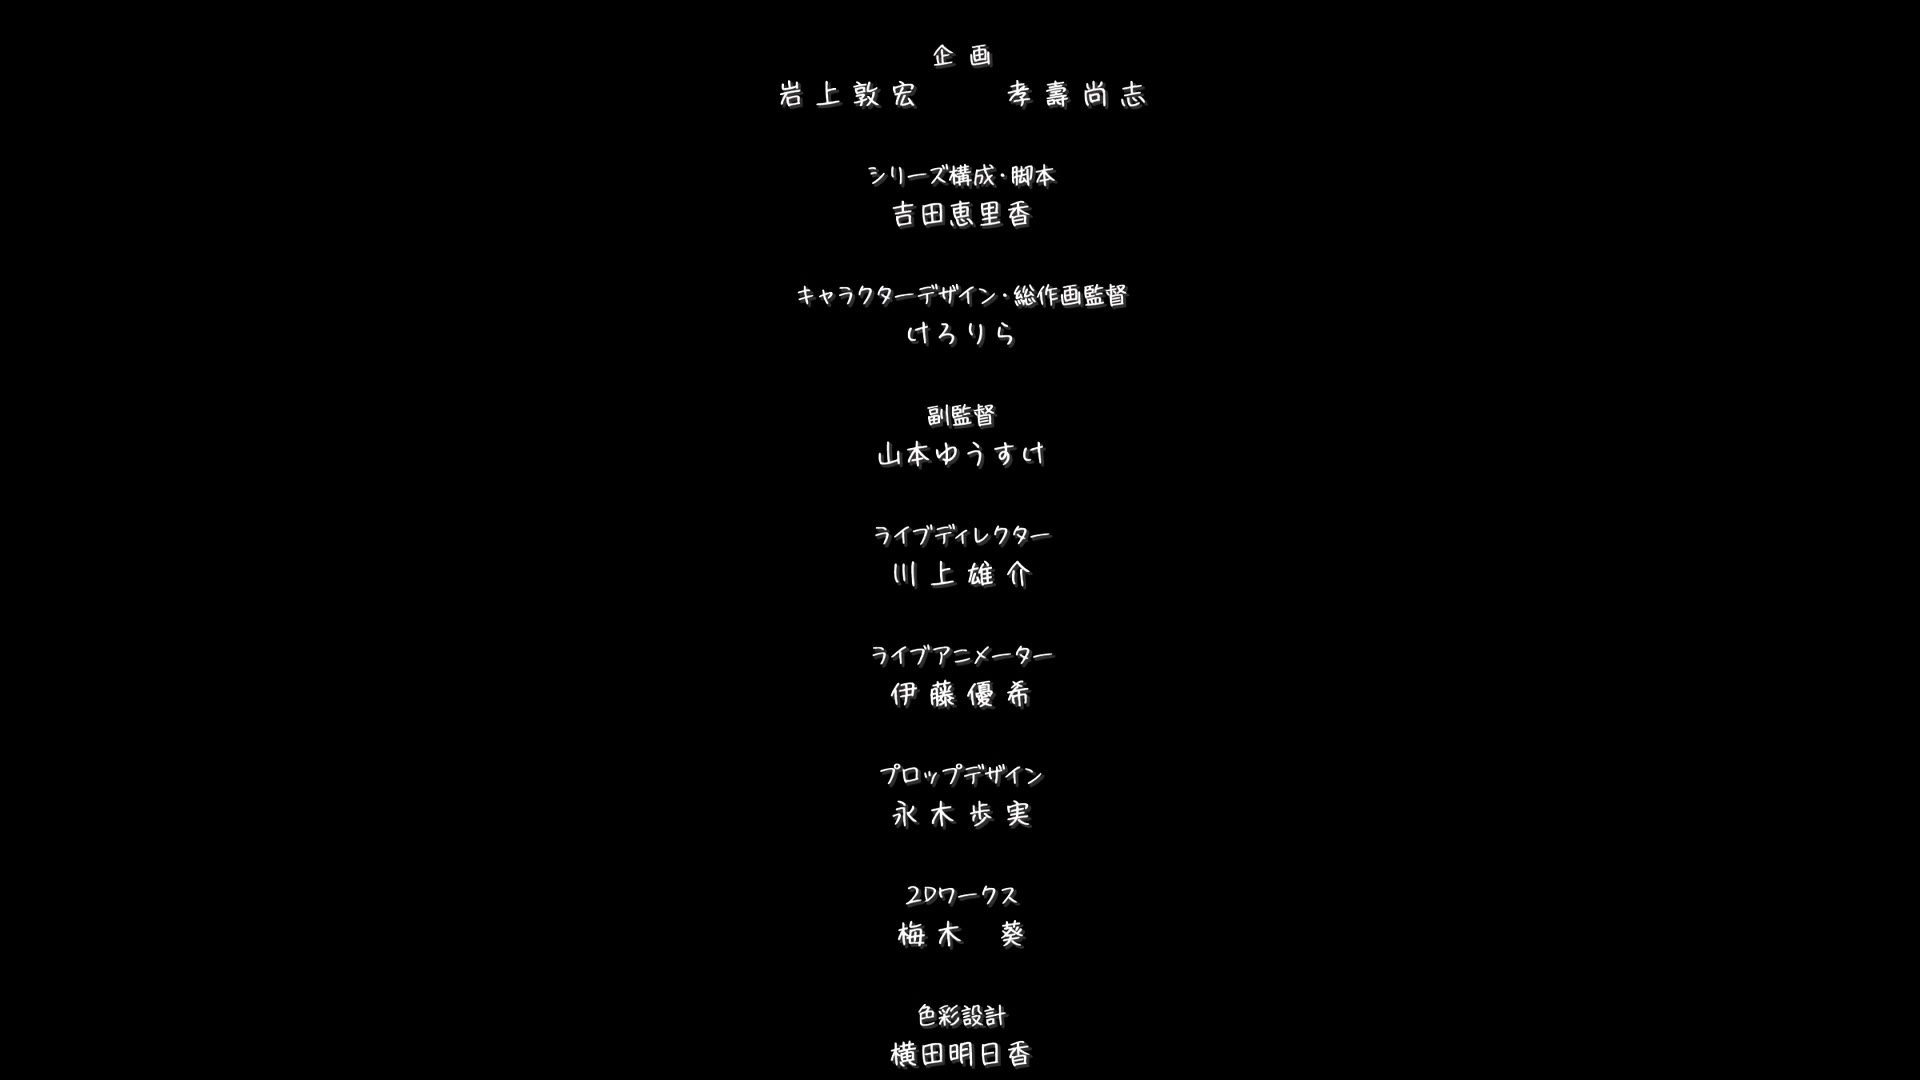 企画
岩上敦宏　孝壽尚志
シリーズ構成・脚本
吉田恵里香
キャラクターデザイン・総作画監督
けろりら
副監督
山本ゆうすけ
ライブディレクター
川上雄介
ライブアニメーター
伊藤優希
プロップデザイン
永木歩実
2Dワークス
梅木　葵
色彩設計
横田明日香